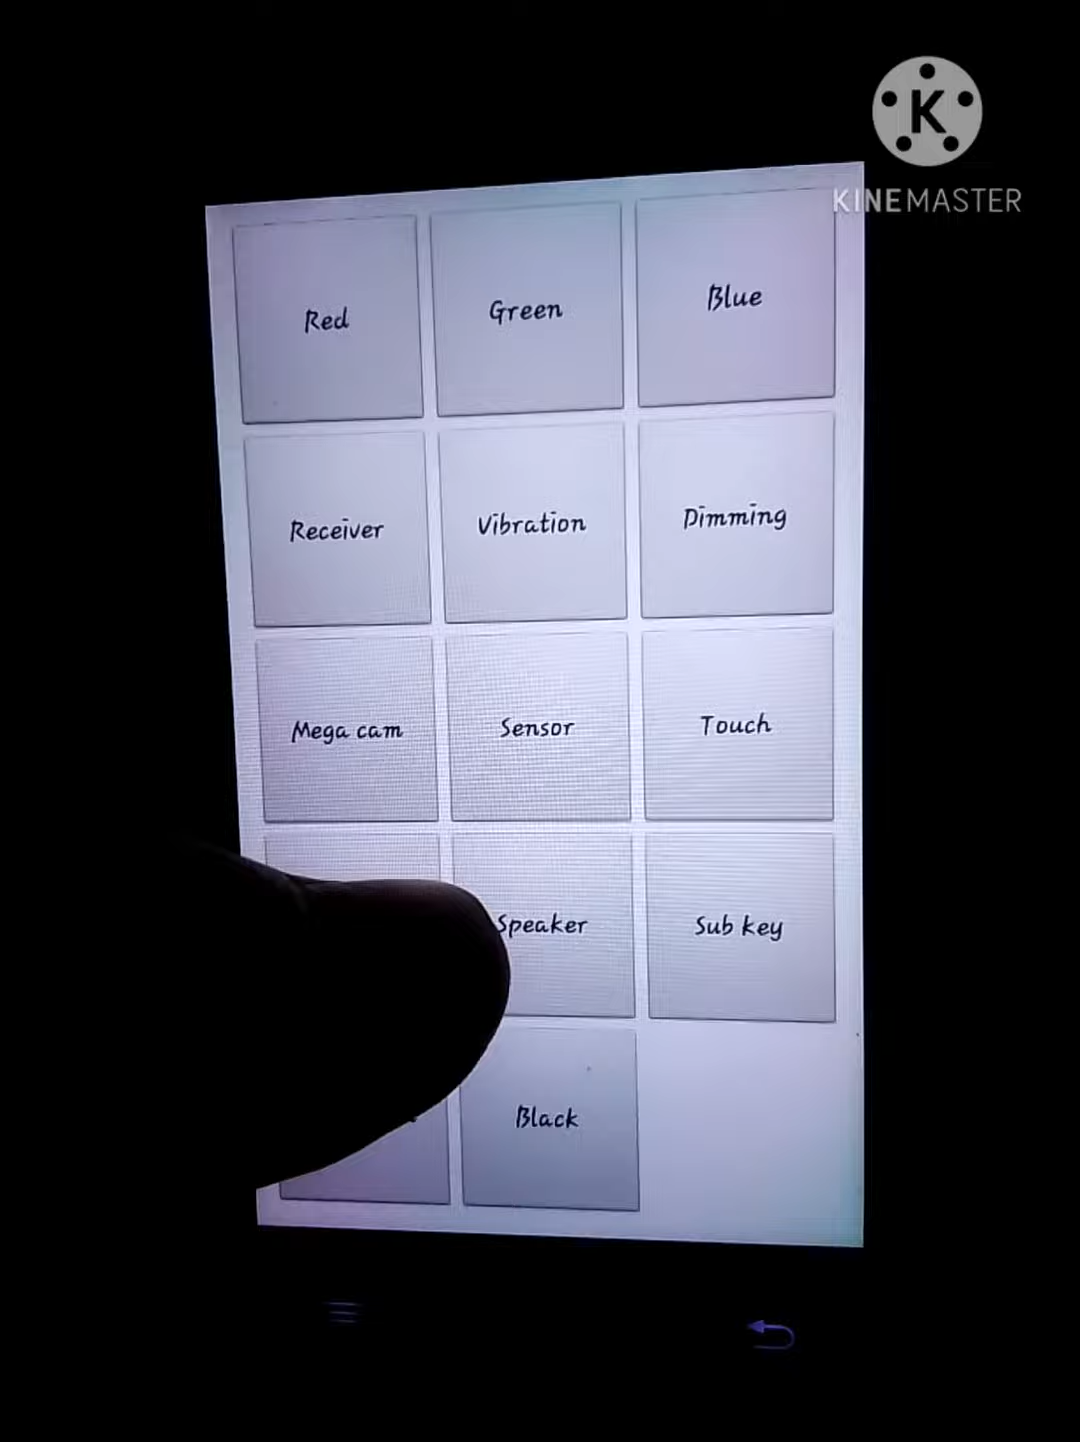 K
KINEMASTER
Red
Green
Blue
Receiver
Vibration
Dimming
Mega cam
Sensor
Touch
Speaker
Sub key
Black